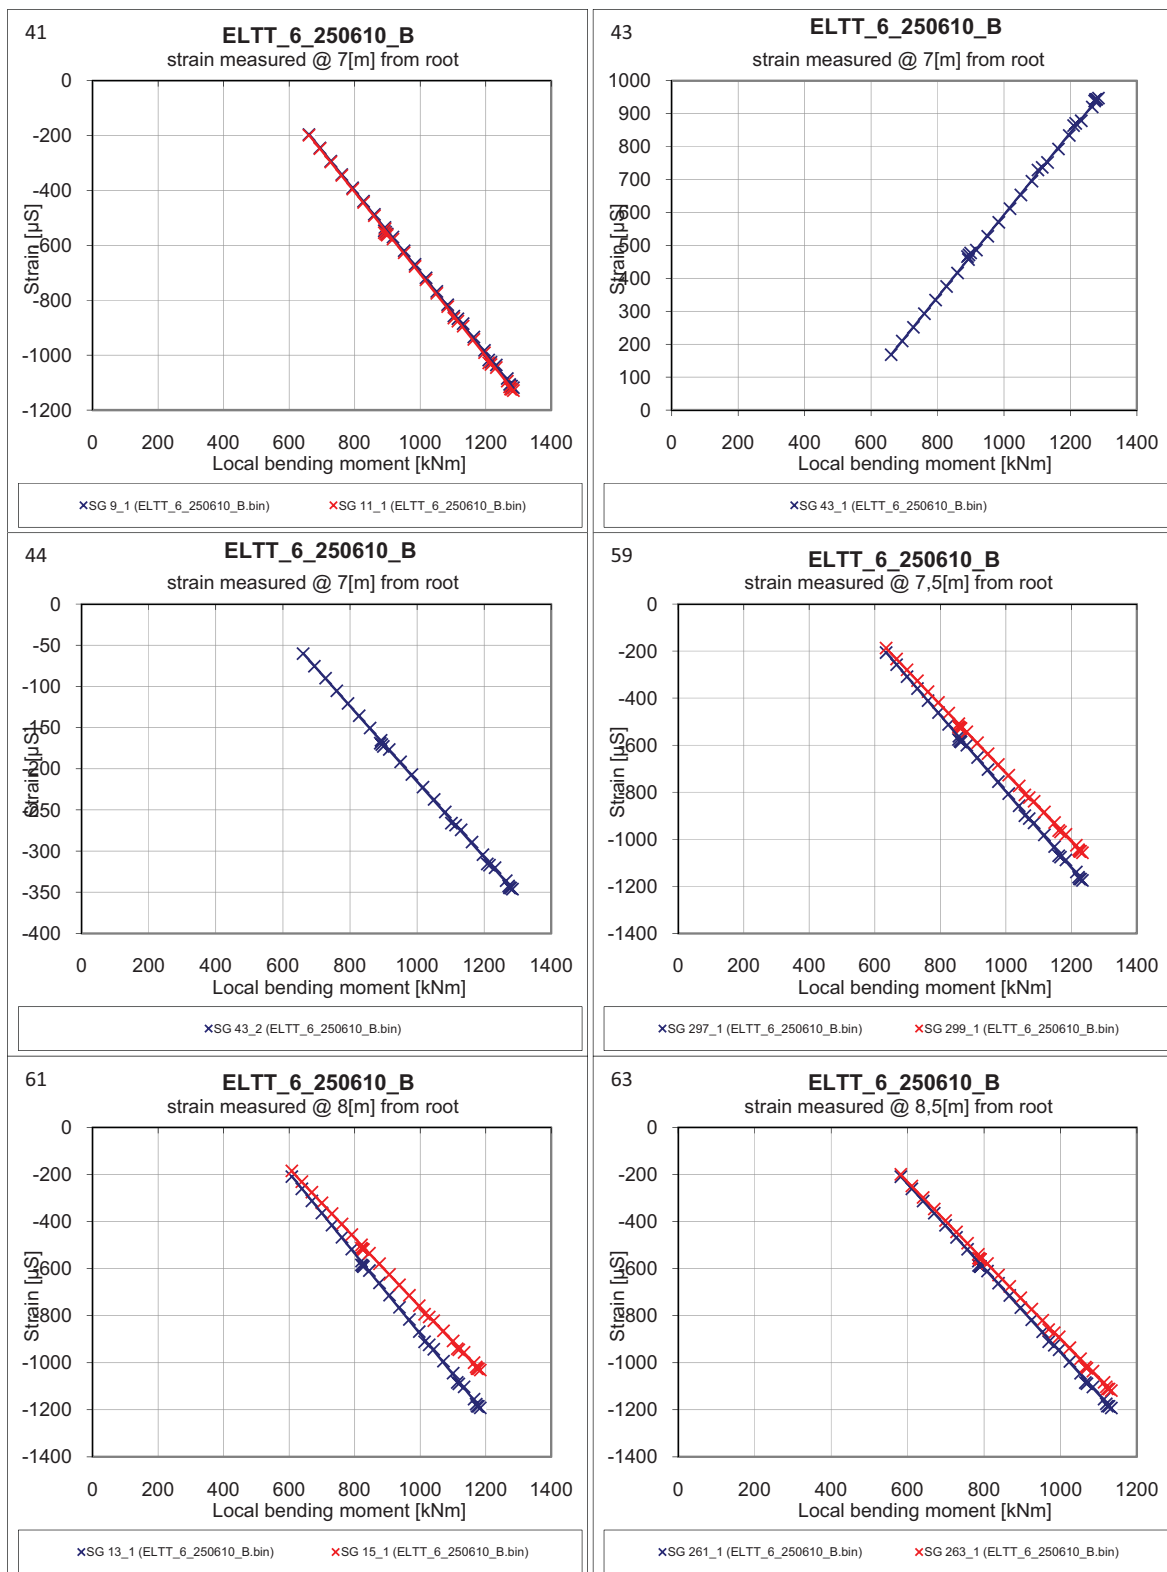 41
ELTT_6_250610_B
strain measured @ 7[m] from root
0
-200
-400
-600
-800
-1000
-1200
Strain [µS]
0 200 400 600 800 1000 1200 1400
Local bending moment [kNm]
SG 9_1 (ELTT_6_250610_B.bin) SG 11_1 (ELTT_6_250610_B.bin)
43
ELTT_6_250610_B
strain measured @ 7[m] from root
1000
900
800
700
600
500
400
300
200
100
0
Strain [µS]
0 200 400 600 800 1000 1200 1400
Local bending moment [kNm]
SG 43_1 (ELTT_6_250610_B.bin)
44
ELTT_6_250610_B
strain measured @ 7[m] from root
0
-50
-100
-150
-200
-250
-300
-350
-400
Strain [µS]
0 200 400 600 800 1000 1200 1400
Local bending moment [kNm]
SG 43_2 (ELTT_6_250610_B.bin)
59
ELTT_6_250610_B
strain measured @ 7,5[m] from root
0
-200
-400
-600
-800
-1000
-1200
-1400
Strain [µS]
0 200 400 600 800 1000 1200 1400
Local bending moment [kNm]
SG 297_1 (ELTT_6_250610_B.bin) SG 299_1 (ELTT_6_250610_B.bin)
61
ELTT_6_250610_B
strain measured @ 8[m] from root
0
-200
-400
-600
-800
-1000
-1200
-1400
Strain [µS]
0 200 400 600 800 1000 1200 1400
Local bending moment [kNm]
SG 13_1 (ELTT_6_250610_B.bin) SG 15_1 (ELTT_6_250610_B.bin)
63
ELTT_6_250610_B
strain measured @ 8,5[m] from root
0
-200
-400
-600
-800
-1000
-1200
-1400
Strain [µS]
0 200 400 600 800 1000 1200
Local bending moment [kNm]
SG 261_1 (ELTT_6_250610_B.bin) SG 263_1 (ELTT_6_250610_B.bin)